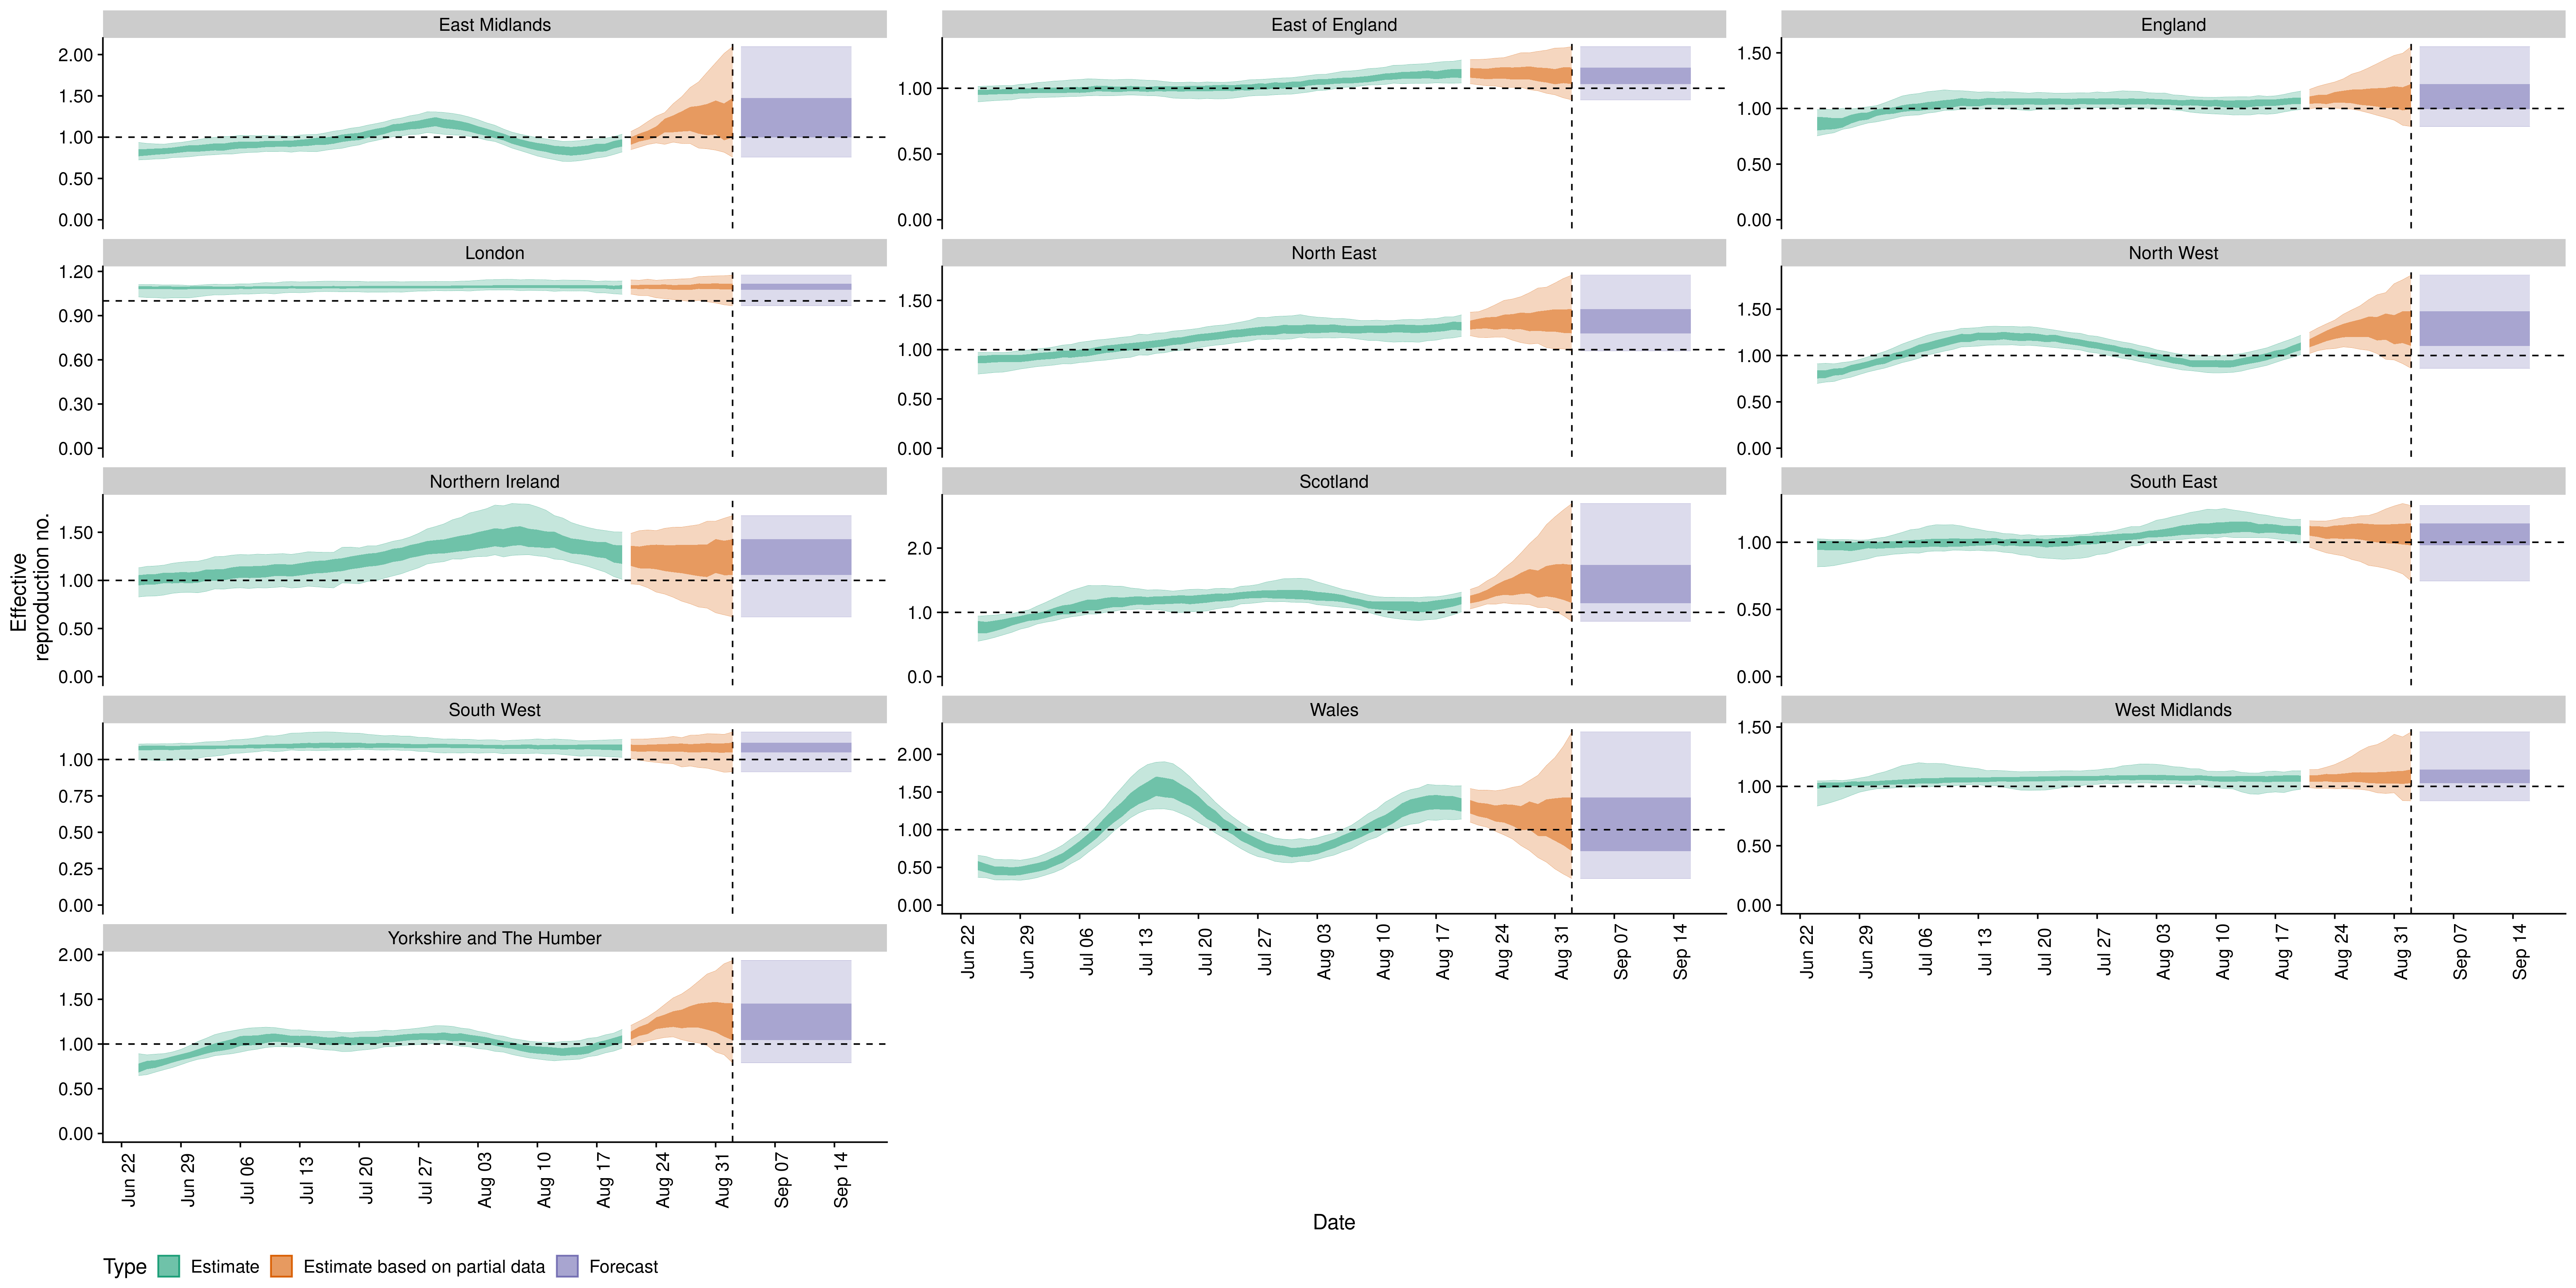 East Midlands
East of England
England
2.00
1.50
1.00
0.50
0.00
1.00
0.50
0.00
1.50
1.00
0.50
0.00
London
North East
North West
1.20
0.90
0.60
0.30
0.00
1.50
1.00
0.50
0.00
1.50
1.00
0.50
0.00
Northern Ireland
Scotland
South East
1.50
1.00
0.50
0.00
2.0
1.0
0.0
1.00
0.50
0.00
Effective
reproduction no.
South West
Wales
West Midlands
1.00
0.75
0.50
0.25
0.00
2.00
1.50
1.00
0.50
0.00
1.50
1.00
0.50
0.00
Jun 22
Jun 29
Jul 06
Jul 13
Jul 20
Jul 27
Aug 03
Aug 10
Aug 17
Aug 24
Aug 31
Sep 07
Sep 14
Jun 22
Jun 29
Jul 06
Jul 13
Jul 20
Jul 27
Aug 03
Aug 10
Aug 17
Aug 24
Aug 31
Sep 07
Sep 14
Yorkshire and The Humber
2.00
1.50
1.00
0.50
0.00
Jun 22
Jun 29
Jul 06
Jul 13
Jul 20
Jul 27
Aug 03
Aug 10
Aug 17
Aug 24
Aug 31
Sep 07
Sep 14
Date
Type Estimate Estimate based on partial data Forecast